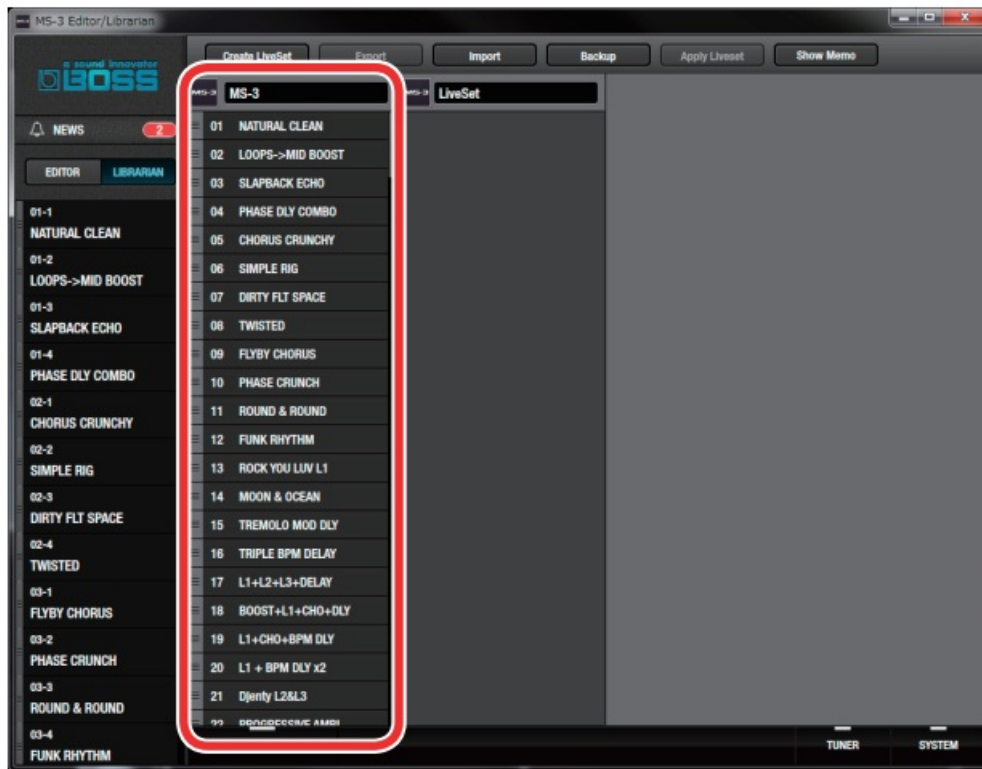 MS-3 Editor/Librarian
a sound innovator
BOSS
Create LiveSet Export Import Backup Apply Liveset Show Memo
NEWS 2
EDITOR LIBRARIAN
01-1
NATURAL CLEAN
01-2
LOOPS->MID BOOST
01-3
SLAPBACK ECHO
01-4
PHASE DLY COMBO
02-1
CHORUS CRUNCHY
02-2
SIMPLE RIG
02-3
DIRTY FLT SPACE
02-4
TWISTED
03-1
FLYBY CHORUS
03-2
PHASE CRUNCH
03-3
ROUND & ROUND
03-4
FUNK RHYTHM
MS-3 MS-3
01 NATURAL CLEAN
02 LOOPS->MID BOOST
03 SLAPBACK ECHO
04 PHASE DLY COMBO
05 CHORUS CRUNCHY
06 SIMPLE RIG
07 DIRTY FLT SPACE
08 TWISTED
09 FLYBY CHORUS
10 PHASE CRUNCH
11 ROUND & ROUND
12 FUNK RHYTHM
13 ROCK YOU LUV L1
14 MOON & OCEAN
15 TREMOLO MOD DLY
16 TRIPLE BPM DELAY
17 L1+L2+L3+DELAY
18 BOOST+L1+CHO+DLY
19 L1+CHO+BPM DLY
20 L1 + BPM DLY x2
21 Djenty L2&L3
22 PROGRESSIVE AMBI
MS-3 LiveSet
TUNER SYSTEM